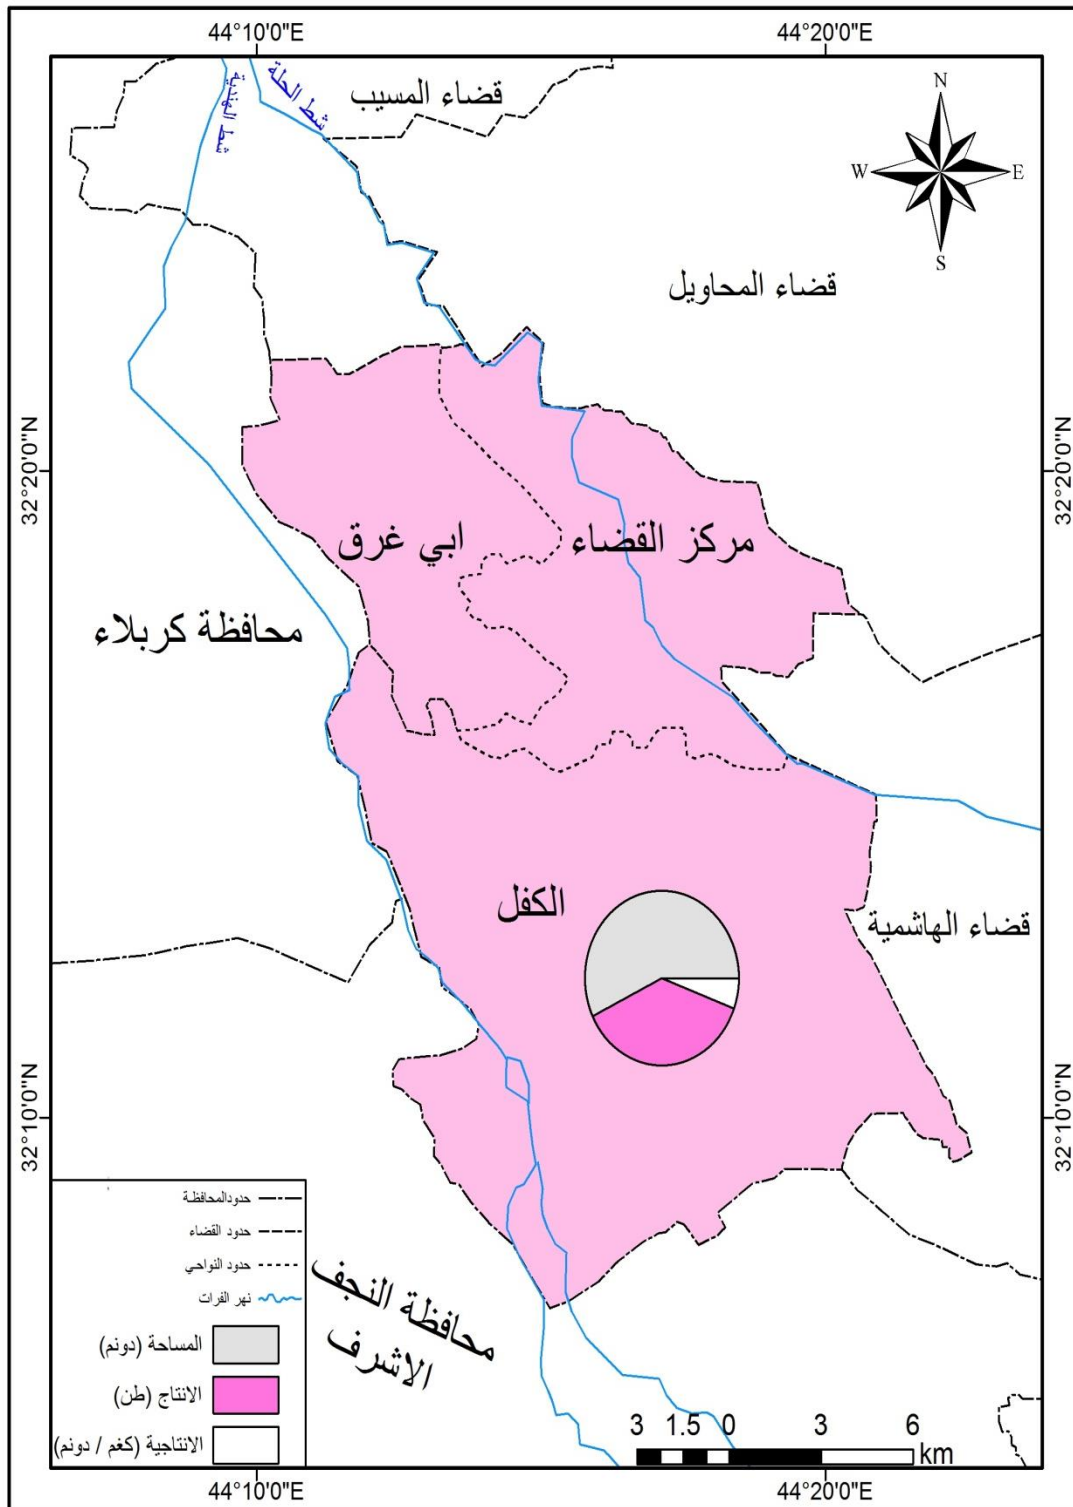 44°10'0"E
44°20'0"E
شط الهندية
شط الحلة
قضاء المسيب
N
W
E
S
قضاء المحاويل
32°20'0"N
32°20'0"N
ابي غرق
مركز القضاء
محافظة كربلاء
الكفل
قضاء الهاشمية
32°10'0"N
32°10'0"N
محافظة النجف
الاشرف
حدودالمحافظة
حدود القضاء
حدود النواحي
نهر الفرات
المساحة (دونم)
الانتاج (طن)
الانتاجية (كغم / دونم)
3 1.5 0 3 6
km
44°10'0"E
44°20'0"E